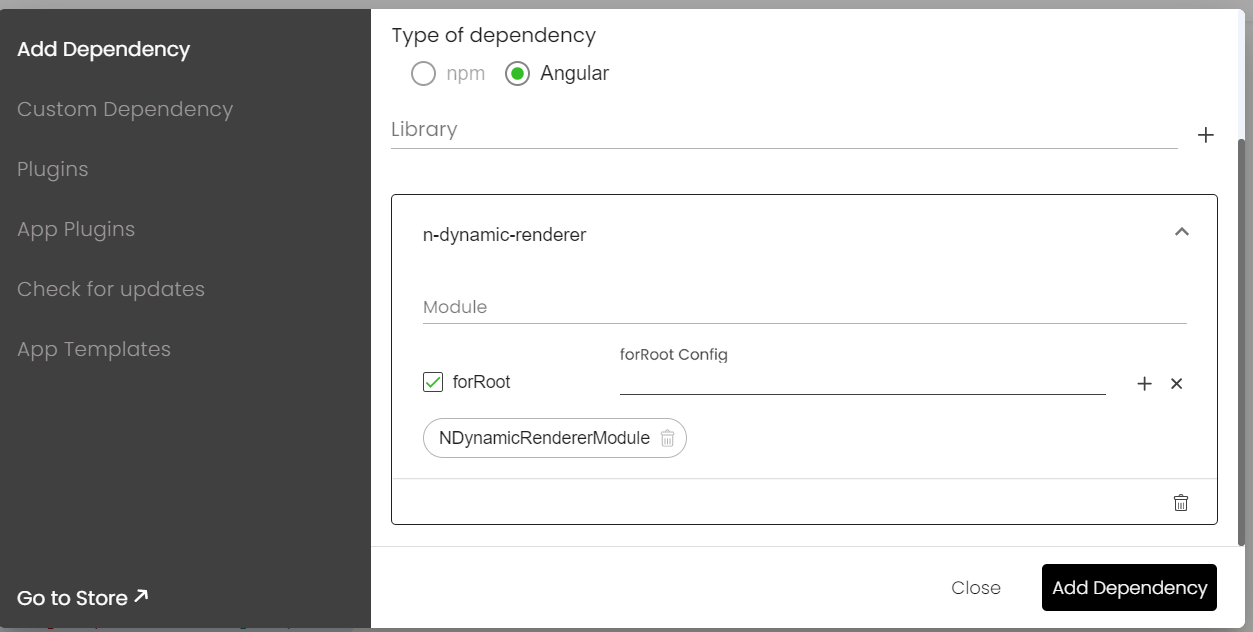 Add Dependency
Custom Dependency
Plugins
App Plugins
Check for updates
App Templates
Go to Store
Type of dependency
npm Angular
Library
n-dynamic-renderer
Module
forRoot Config
forRoot
NDynamicRendererModule
Close Add Dependency